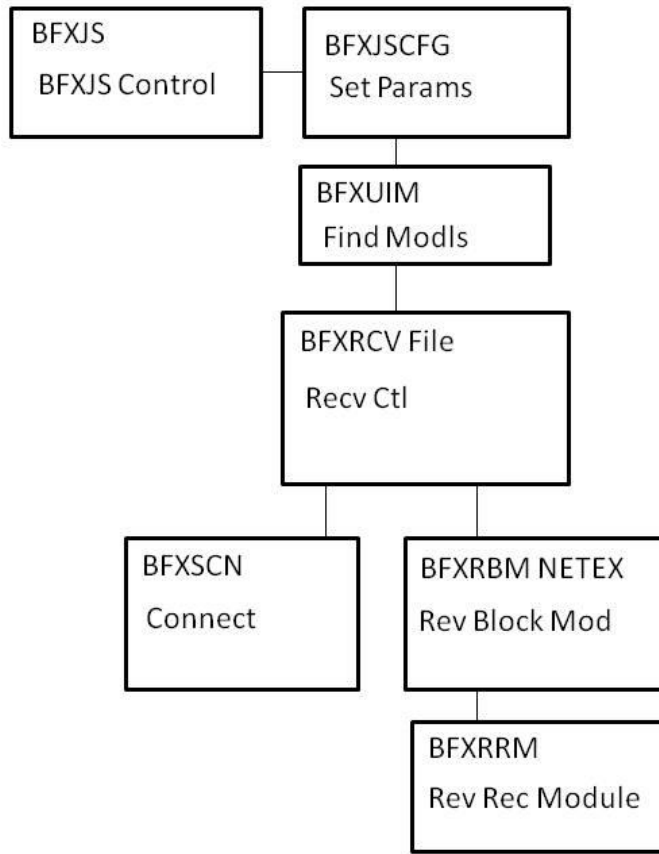 BFXJS
BFXJS Control
BFXJSCFG
Set Params
BFXUIM
Find Modls
BFXRCV File
Recv Ctl
BFXSCN
Connect
BFXRBM NETEX
Rev Block Mod
BFXRRM
Rev Rec Module